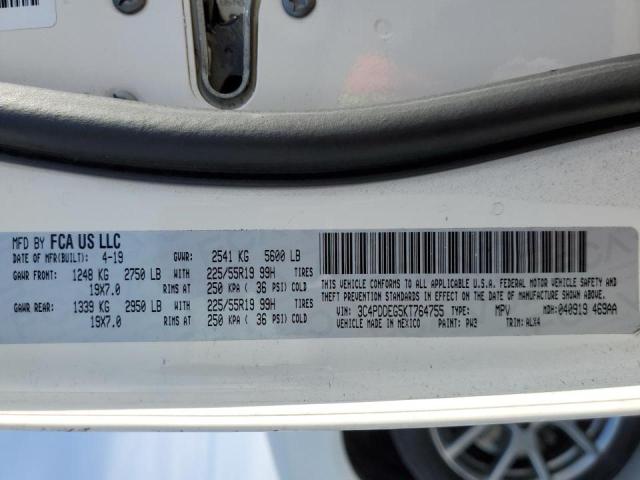 MFD BY FCA US LLC
DATE OF MFR(BUILT): 4-19 GVWR: 2541 KG 5600 LB
GAWR FRONT: 1248 KG 2750 LB WITH 225/55R19 99H TIRES
19X7.0 RIMS AT 250 KPA ( 36 PSI) COLD
GAWR REAR: 1339 KG 2950 LB WITH 225/55R19 99H TIRES
19X7.0 RIMS AT 250 KPA ( 36 PSI) COLD
THIS VEHICLE CONFORMS TO ALL APPLICABLE U.S.A. FEDERAL MOTOR VEHICLE SAFETY AND
THEFT PREVENTION STANDARDS IN EFFECT ON THE DATE OF MANUFACTURE SHOWN ABOVE.
VIN: 3C4PDDEG5KT764755 TYPE: MPV MDH: 040919 469AA
VEHICLE MADE IN MEXICO PAINT: PW3 TRIM: ALX4